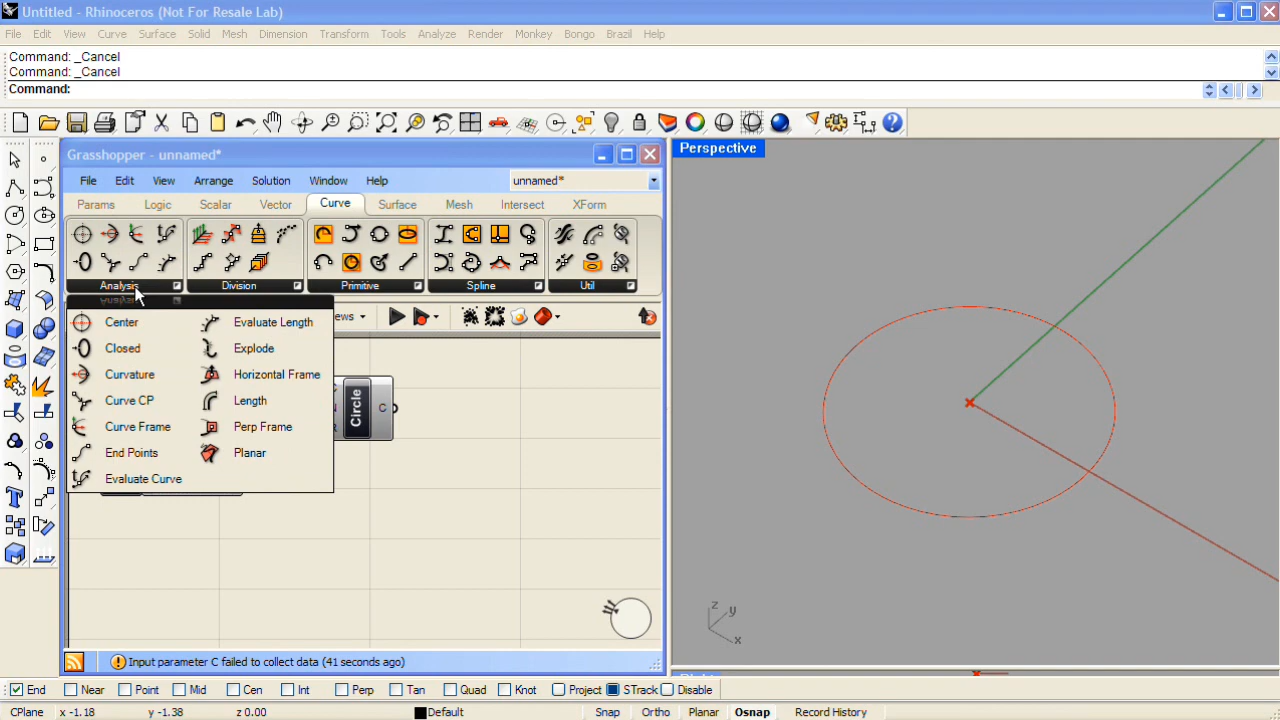 Untitled - Rhinoceros (Not For Resale Lab)
File Edit View Curve Surface Solid Mesh Dimension Transform Tools Analyze Render Monkey Bongo Brazil Help
Command: _Cancel
Command: _Cancel
Command:
Grasshopper - unnamed*
File Edit View Arrange Solution Window Help unnamed*
Params Logic Scalar Vector Curve Surface Mesh Intersect XForm
Analysis Division Primitive Spline Util
Center Evaluate Length
Closed Explode
Curvature Horizontal Frame
Curve CP Length
Curve Frame Perp Frame
End Points Planar
Evaluate Curve
ews
C
R
Circle
C
Perspective
z
y
x
Input parameter C failed to collect data (41 seconds ago)
End Near Point Mid Cen Int Perp Tan Quad Knot Project STrack Disable
CPlane x -1.18 y -1.38 z 0.00 Default Snap Ortho Planar Osnap Record History